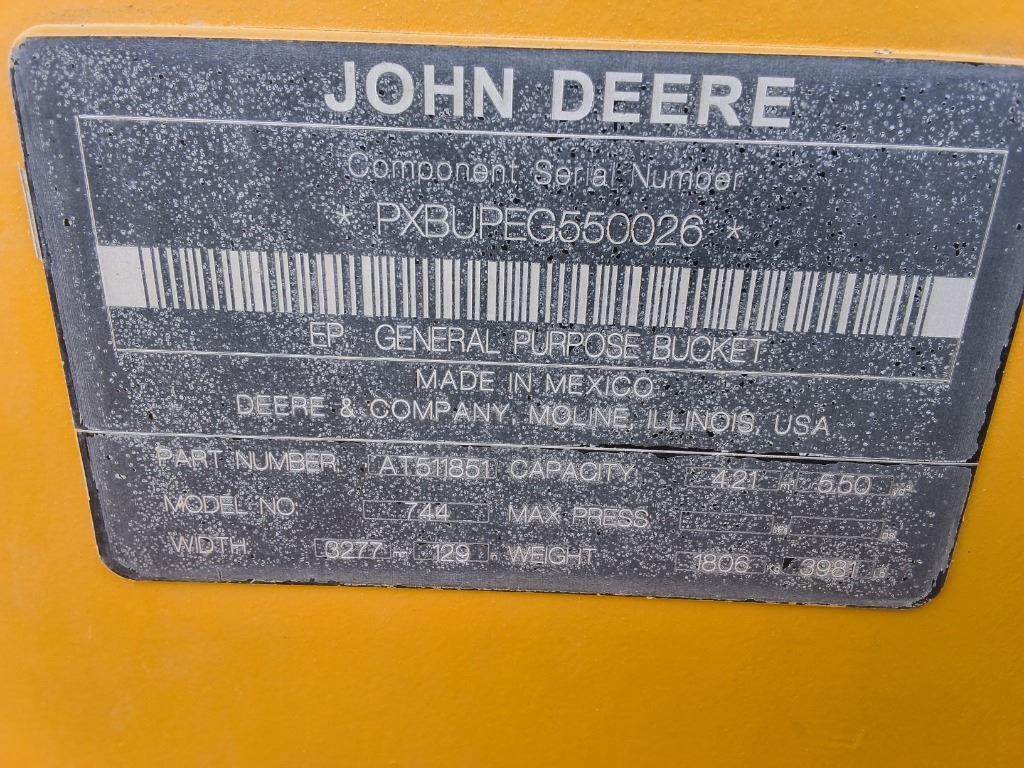 JOHN DEERE
Component Serial Number
* PXBUPEG550026 *
EP GENERAL PURPOSE BUCKET
MADE IN MEXICO
DEERE & COMPANY, MOLINE, ILLINOIS, USA
PART NUMBER AT511851 CAPACITY 4.21 5.50
MODEL NO. 744 MAX PRESS
WIDTH 3277 129 WEIGHT 1806 3981